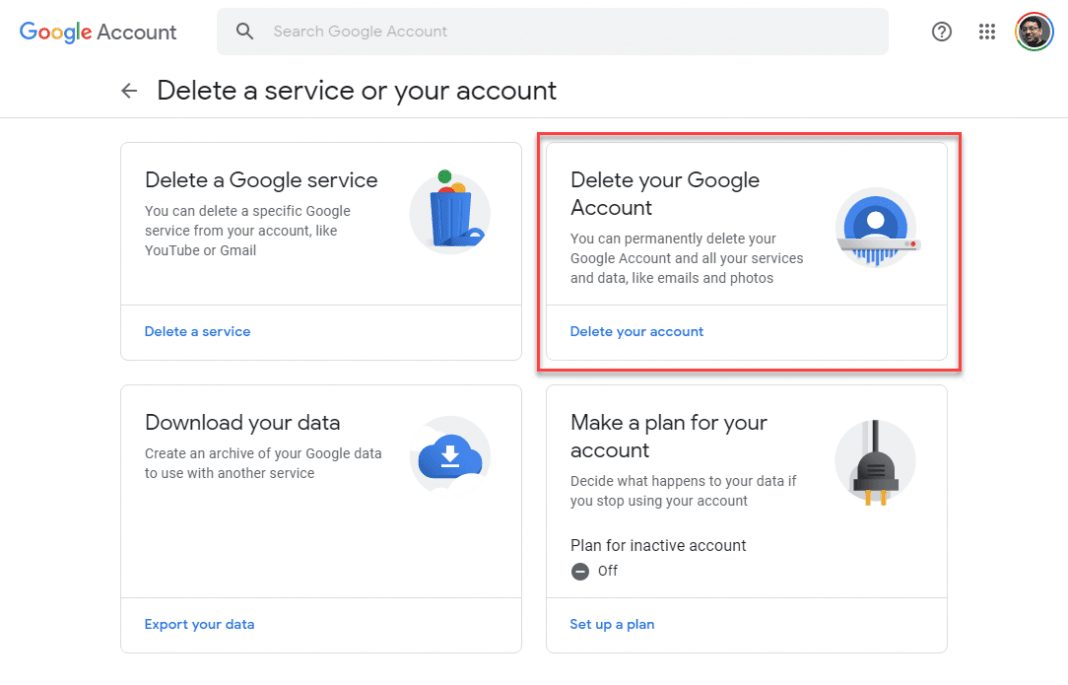 Google Account
Search Google Account
Delete a service or your account
Delete a Google service
You can delete a specific Google
service from your account, like
YouTube or Gmail
Delete a service
Delete your Google
Account
You can permanently delete your
Google Account and all your services
and data, like emails and photos
Delete your account
Download your data
Create an archive of your Google data
to use with another service
Export your data
Make a plan for your
account
Decide what happens to your data if
you stop using your account
Plan for inactive account
Off
Set up a plan